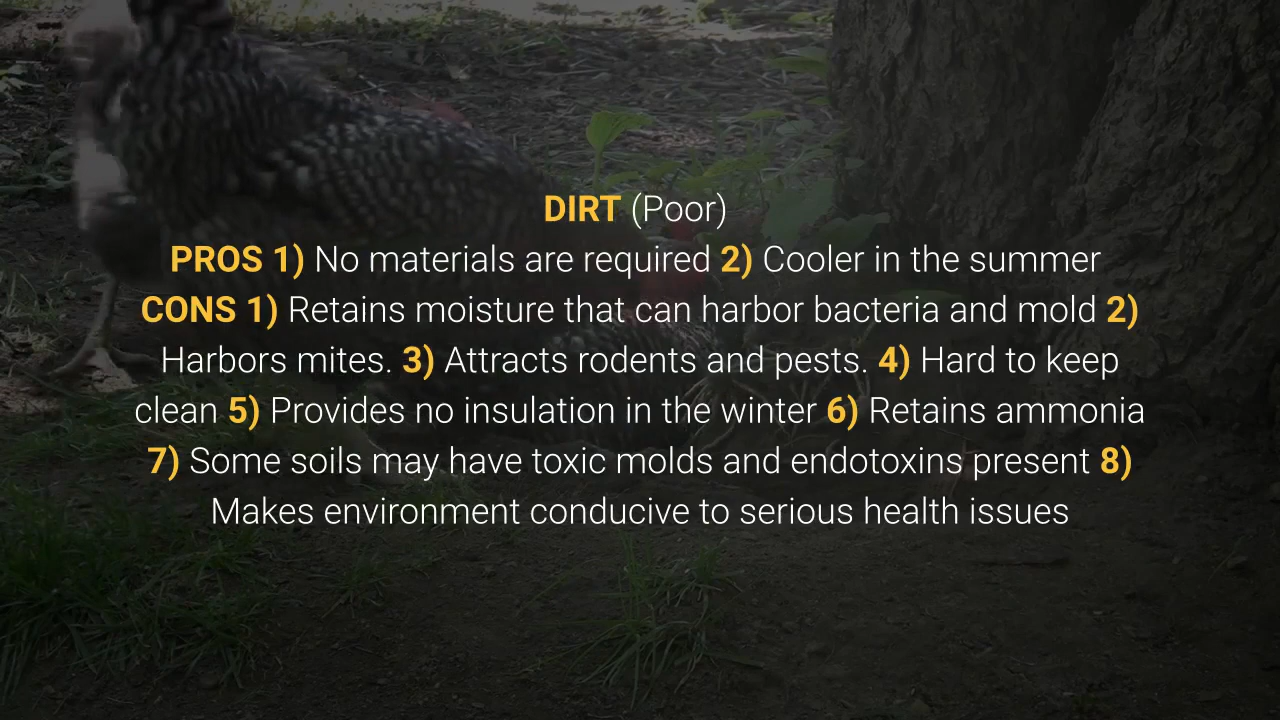 DIRT (Poor)
PROS 1) No materials are required 2) Cooler in the summer
CONS 1) Retains moisture that can harbor bacteria and mold 2)
Harbors mites. 3) Attracts rodents and pests. 4) Hard to keep
clean 5) Provides no insulation in the winter 6) Retains ammonia
7) Some soils may have toxic molds and endotoxins present 8)
Makes environment conducive to serious health issues